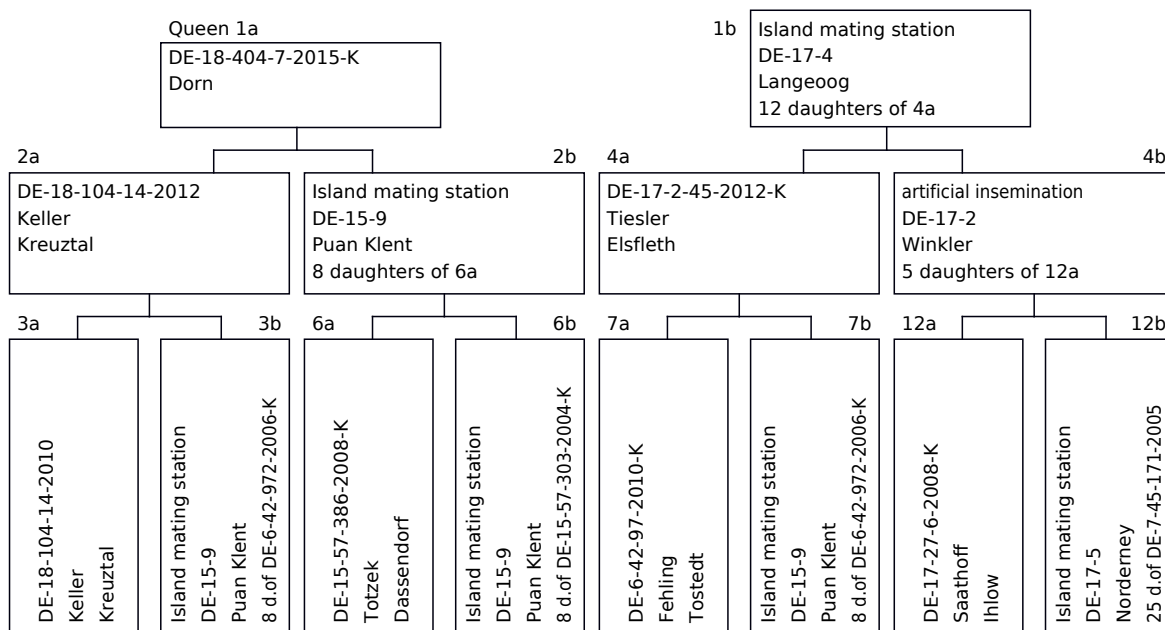 Queen 1a
DE-18-404-7-2015-K
Dorn
1b
Island mating station
DE-17-4
Langeoog
12 daughters of 4a
2a
DE-18-104-14-2012
Keller
Kreuztal
2b
Island mating station
DE-15-9
Puan Klent
8 daughters of 6a
4a
DE-17-2-45-2012-K
Tiesler
Elsfleth
4b
artificial insemination
DE-17-2
Winkler
5 daughters of 12a
3a
DE-18-104-14-2010
Keller
Kreuztal
3b
Island mating station
DE-15-9
Puan Klent
8 d.of DE-6-42-972-2006-K
6a
DE-15-57-386-2008-K
Totzek
Dassendorf
6b
Island mating station
DE-15-9
Puan Klent
8 d.of DE-15-57-303-2004-K
7a
DE-6-42-97-2010-K
Fehling
Tostedt
7b
Island mating station
DE-15-9
Puan Klent
8 d.of DE-6-42-972-2006-K
12a
DE-17-27-6-2008-K
Saathoff
Ihlow
12b
Island mating station
DE-17-5
Norderney
25 d.of DE-7-45-171-2005